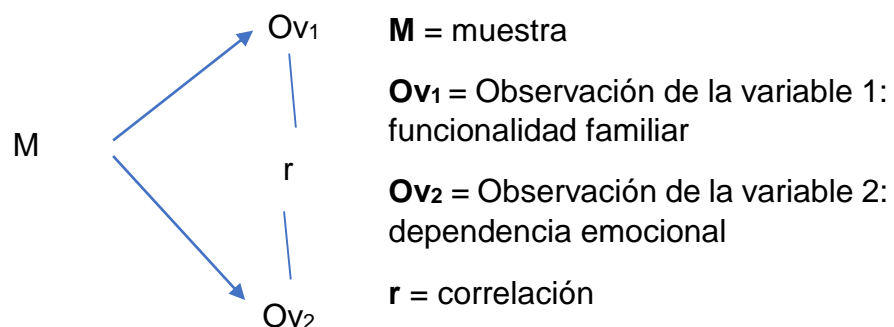 Ov₁
M
r
Ov₂
M = muestra
Ov₁ = Observación de la variable 1:
funcionalidad familiar
Ov₂ = Observación de la variable 2:
dependencia emocional
r = correlación